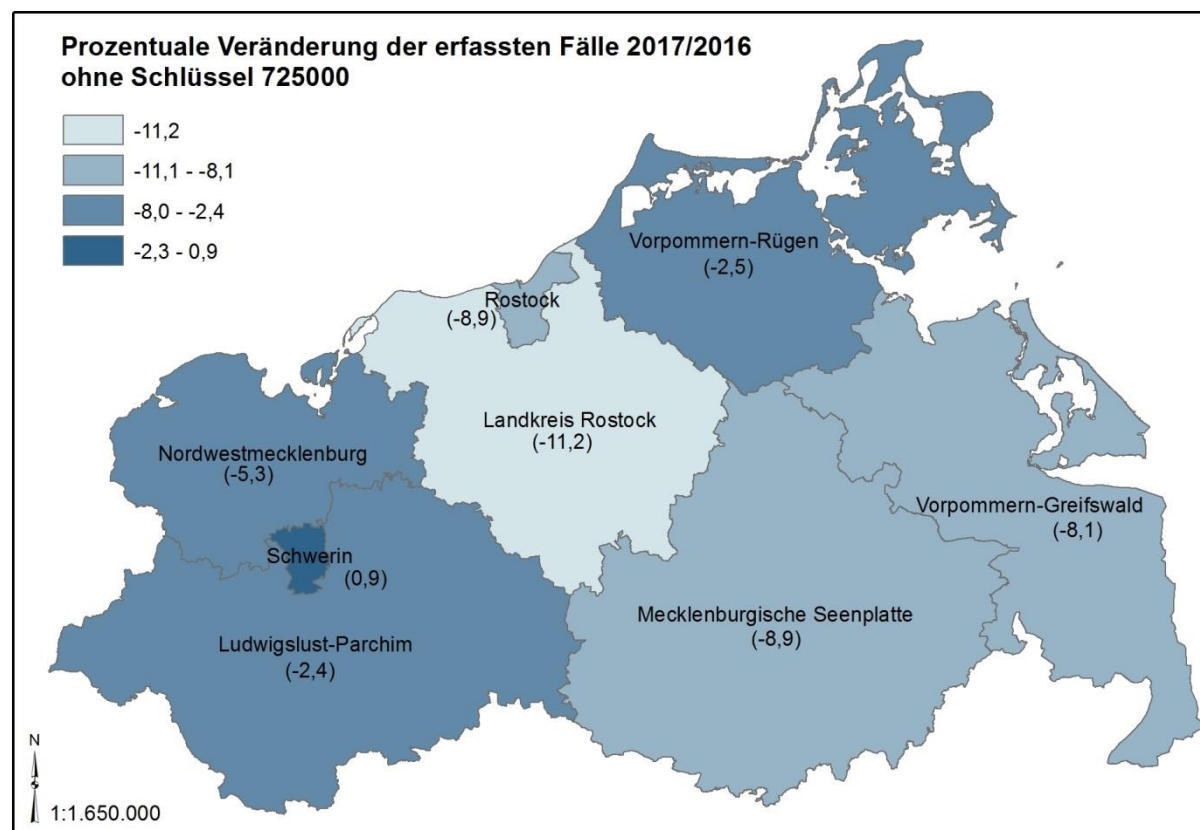 Prozentuale Veränderung der erfassten Fälle 2017/2016
ohne Schlüssel 725000
-11,2
-11,1 - -8,1
-8,0 - -2,4
-2,3 - 0,9
Vorpommern-Rügen
(-2,5)
Rostock
(-8,9)
Landkreis Rostock
(-11,2)
Nordwestmecklenburg
(-5,3)
Vorpommern-Greifswald
(-8,1)
Schwerin
(0,9)
Mecklenburgische Seenplatte
(-8,9)
Ludwigslust-Parchim
(-2,4)
N
1:1.650.000